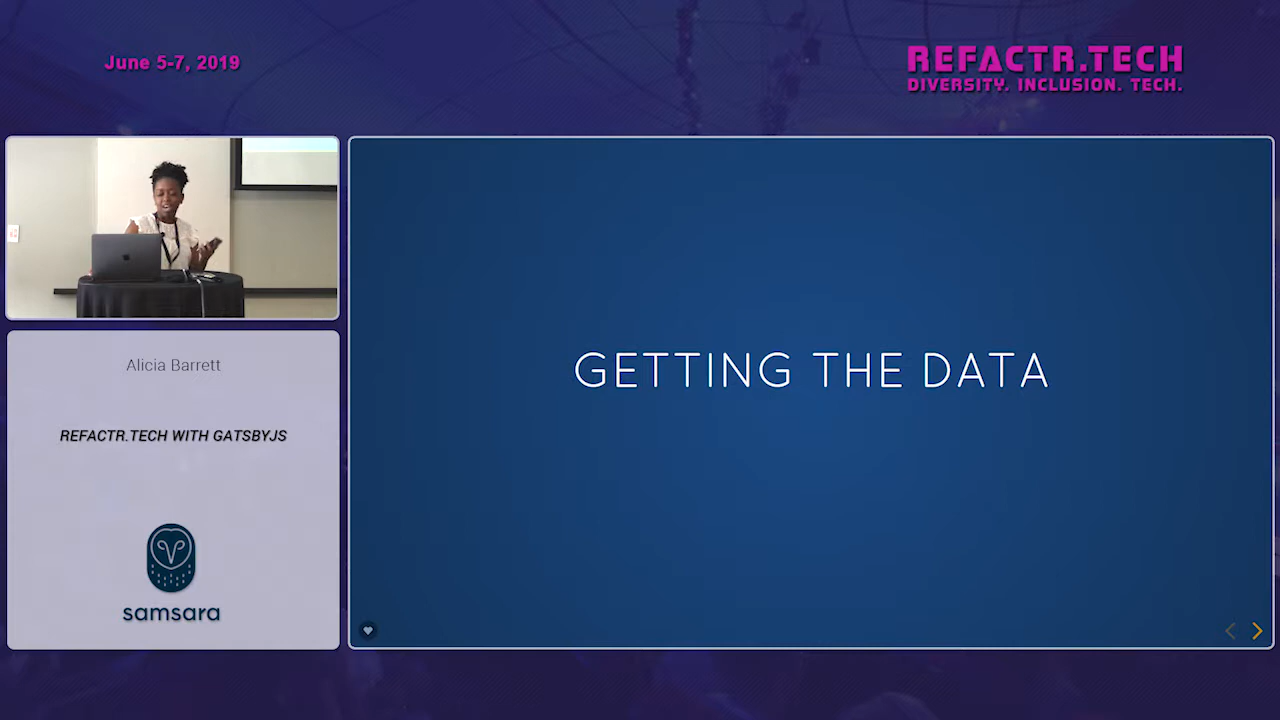 June 5-7, 2019
REFACTR.TECH
DIVERSITY. INCLUSION. TECH.
Alicia Barrett
REFACTR.TECH WITH GATSBYJS
samsara
GETTING THE DATA